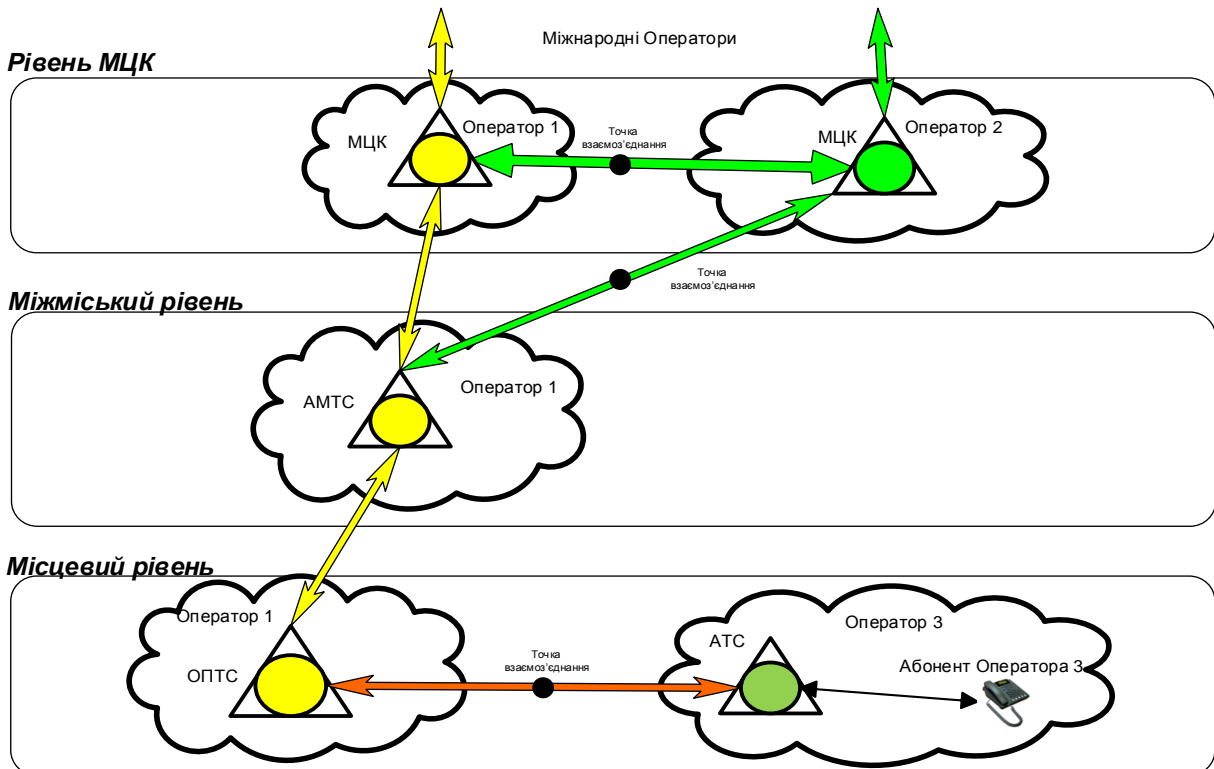 Міжнародні Оператори
Рівень МЦК
МЦК
Оператор 1
Точка
взаємоз'єднання
МЦК
Оператор 2
Точка
взаємоз'єднання
Міжміський рівень
АМТС
Оператор 1
Місцевий рівень
Оператор 1
ОПТС
Точка
взаємоз'єднання
АТС
Оператор 3
Абонент Оператора 3